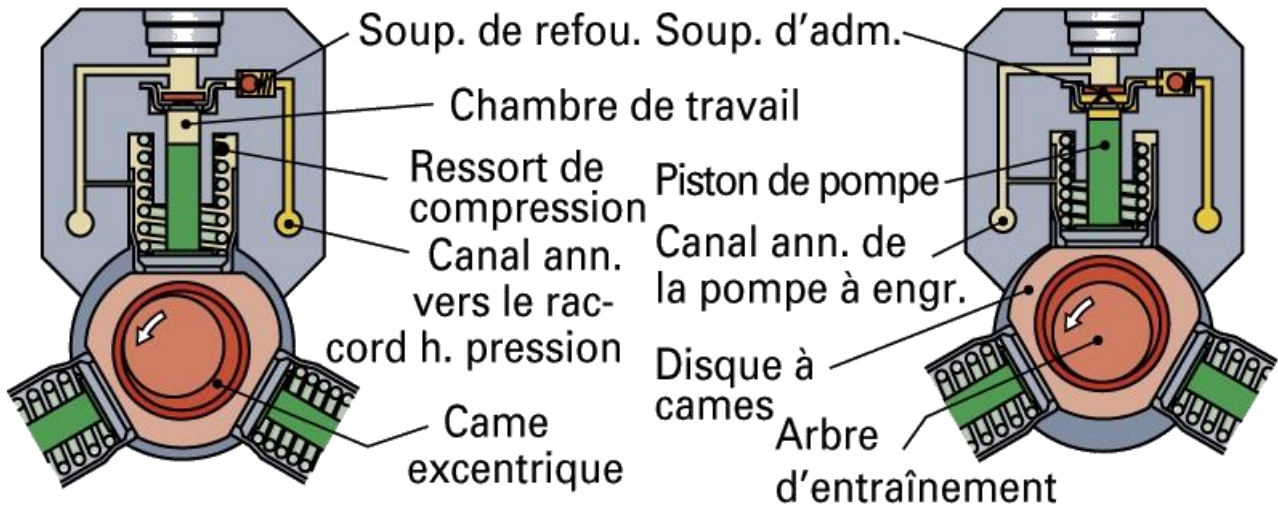 Soup. de refou.
Soup. d'adm.
Chambre de travail
Ressort de
compression
Canal ann.
vers le rac-
cord h. pression
Came
excentrique
Piston de pompe
Canal ann. de
la pompe à engr.
Disque à
cames
Arbre
d'entraînement